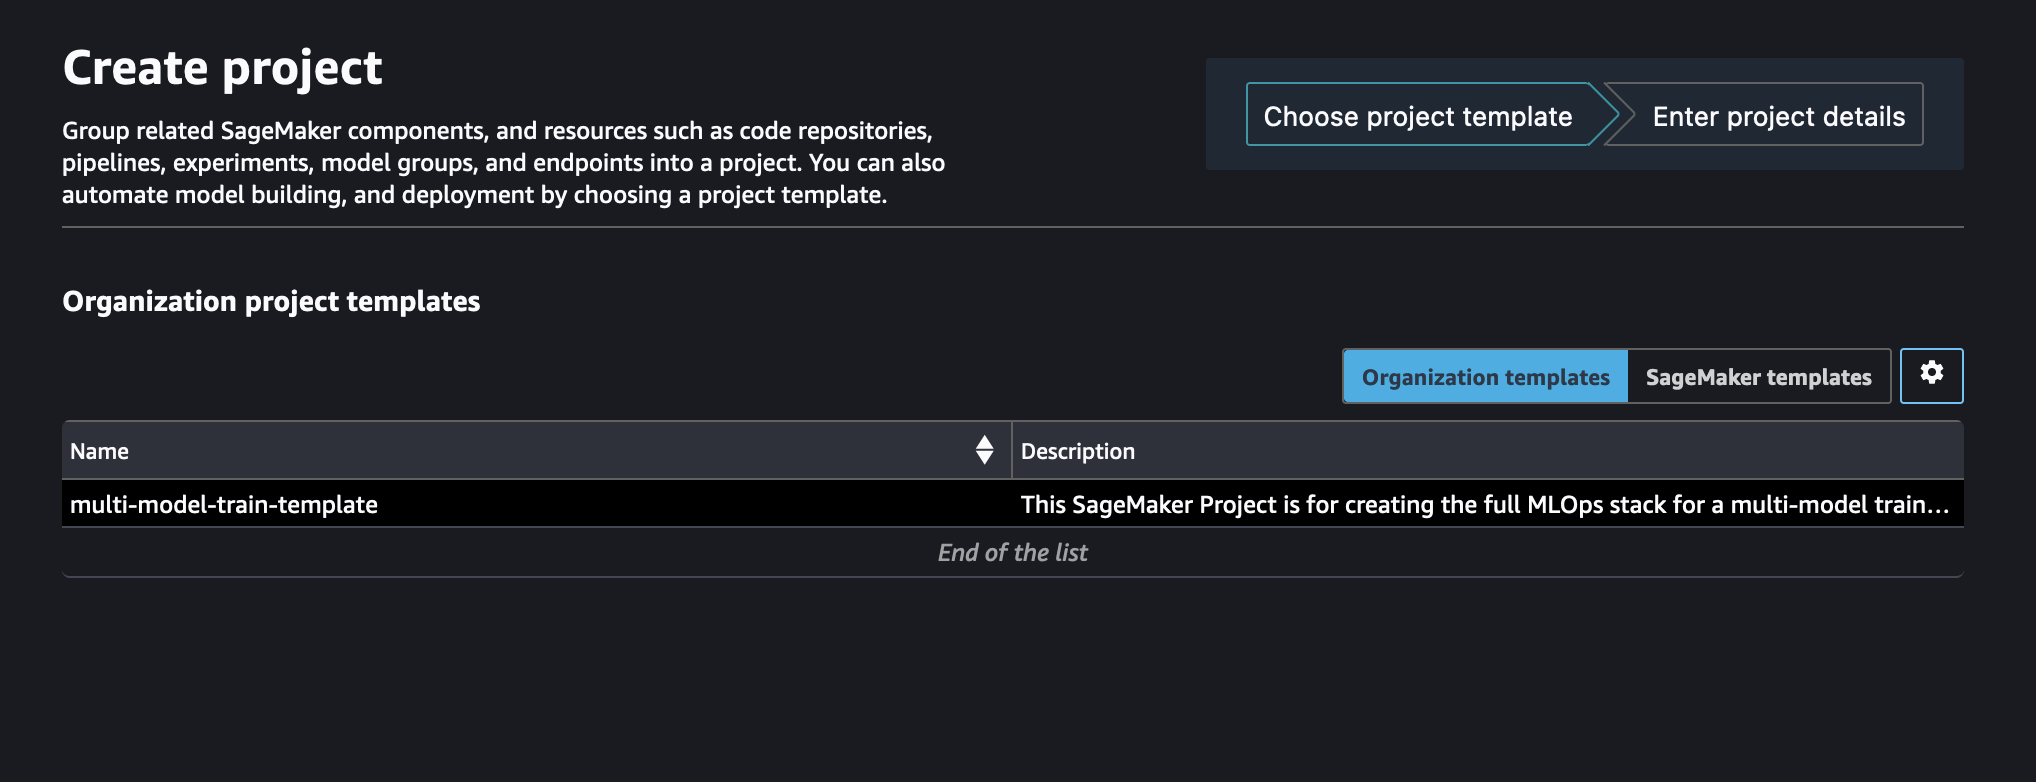 Create project
Group related SageMaker components, and resources such as code repositories,
pipelines, experiments, model groups, and endpoints into a project. You can also
automate model building, and deployment by choosing a project template.
Choose project template
Enter project details
Organization project templates
Organization templates
SageMaker templates
Name
Description
multi-model-train-template
This SageMaker Project is for creating the full MLOps stack for a multi-model train...
End of the list